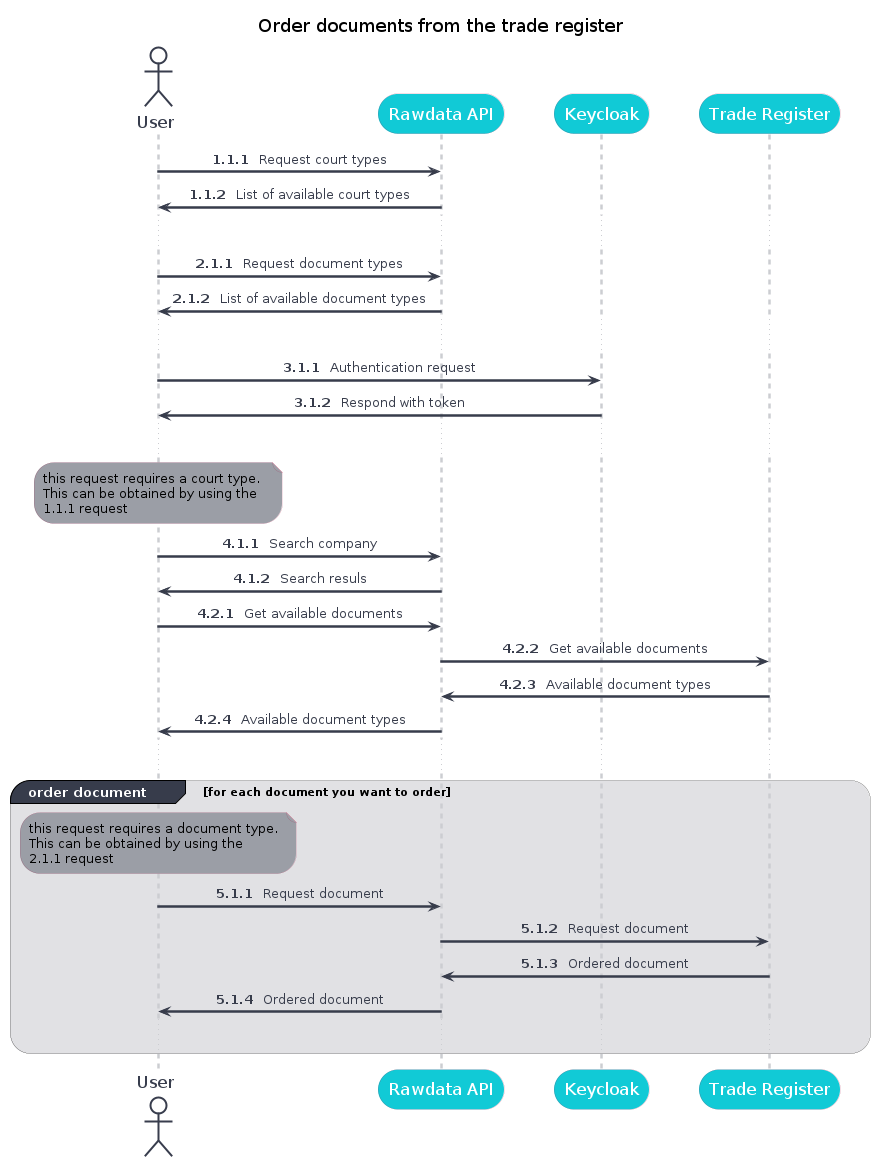 Order documents from the trade register
User
Rawdata API
Keycloak
Trade Register
1.1.1 Request court types
1.1.2 List of available court types
2.1.1 Request document types
2.1.2 List of available document types
3.1.1 Authentication request
3.1.2 Respond with token
this request requires a court type.
This can be obtained by using the
1.1.1 request
4.1.1 Search company
4.1.2 Search resuls
4.2.1 Get available documents
4.2.2 Get available documents
4.2.3 Available document types
4.2.4 Available document types
order document [for each document you want to order]
this request requires a document type.
This can be obtained by using the
2.1.1 request
5.1.1 Request document
5.1.2 Request document
5.1.3 Ordered document
5.1.4 Ordered document
User
Rawdata API
Keycloak
Trade Register